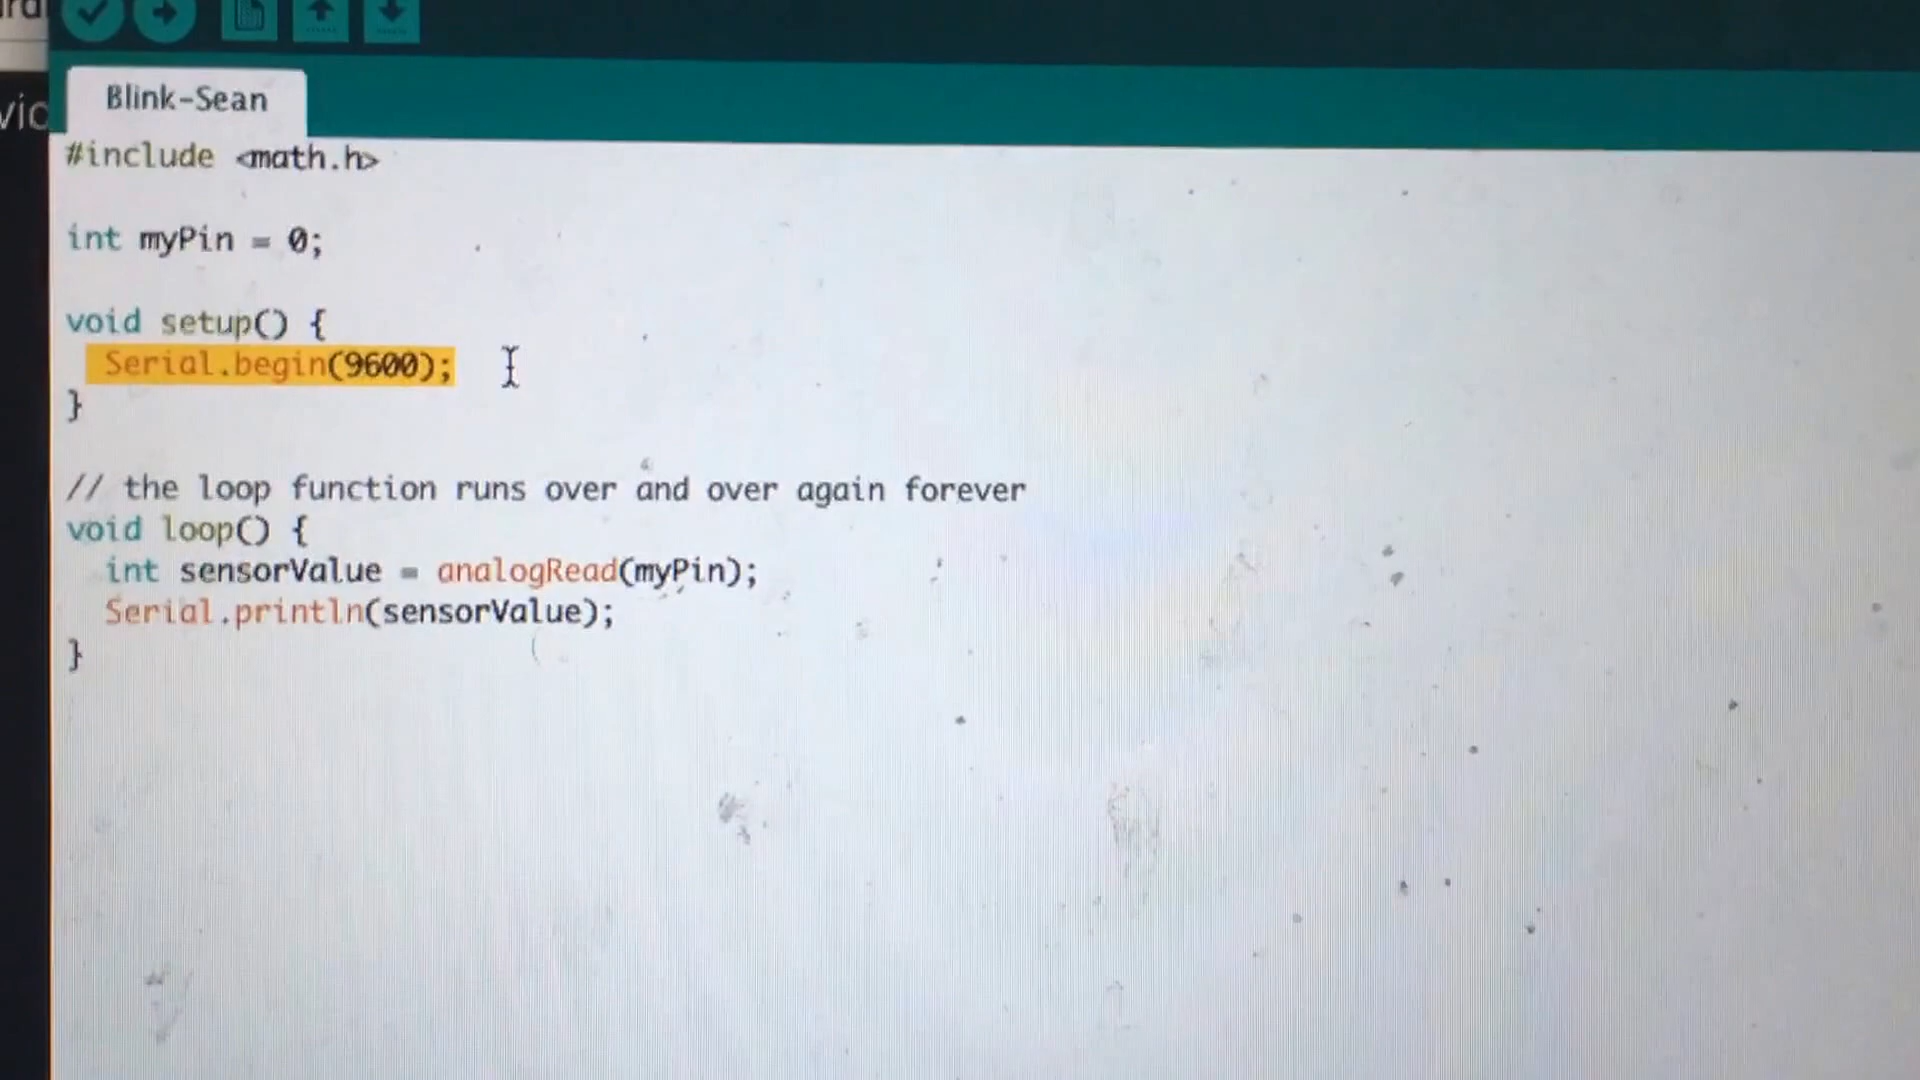 Blink-Sean
#include <math.h>
int myPin = 0;
void setup() {
Serial.begin(9600);
}
// the loop function runs over and over again forever
void loop() {
int sensorValue = analogRead(myPin);
Serial.println(sensorValue);
}